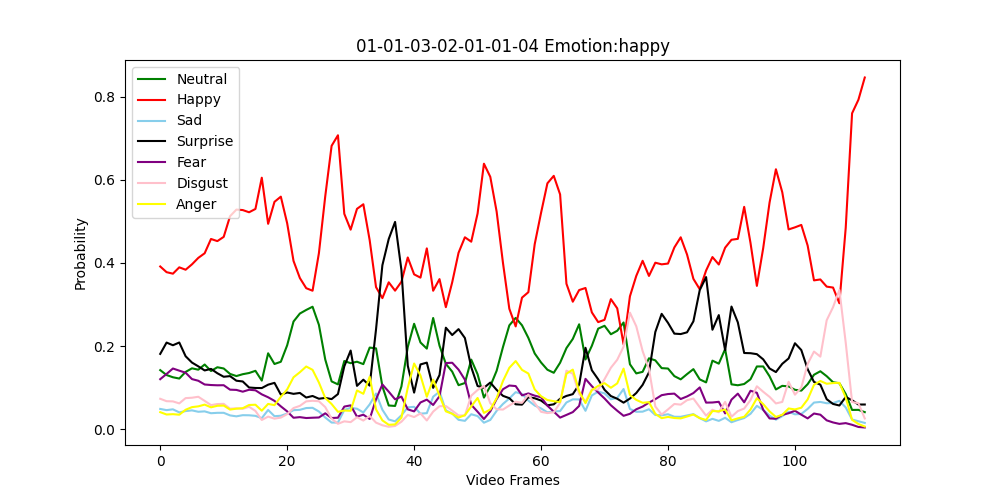 01-01-03-02-01-01-04 Emotion:happy
Neutral
Happy
Sad
Surprise
Fear
Disgust
Anger
Probability
0.8
0.6
0.4
0.2
0.0
0 20 40 60 80 100
Video Frames